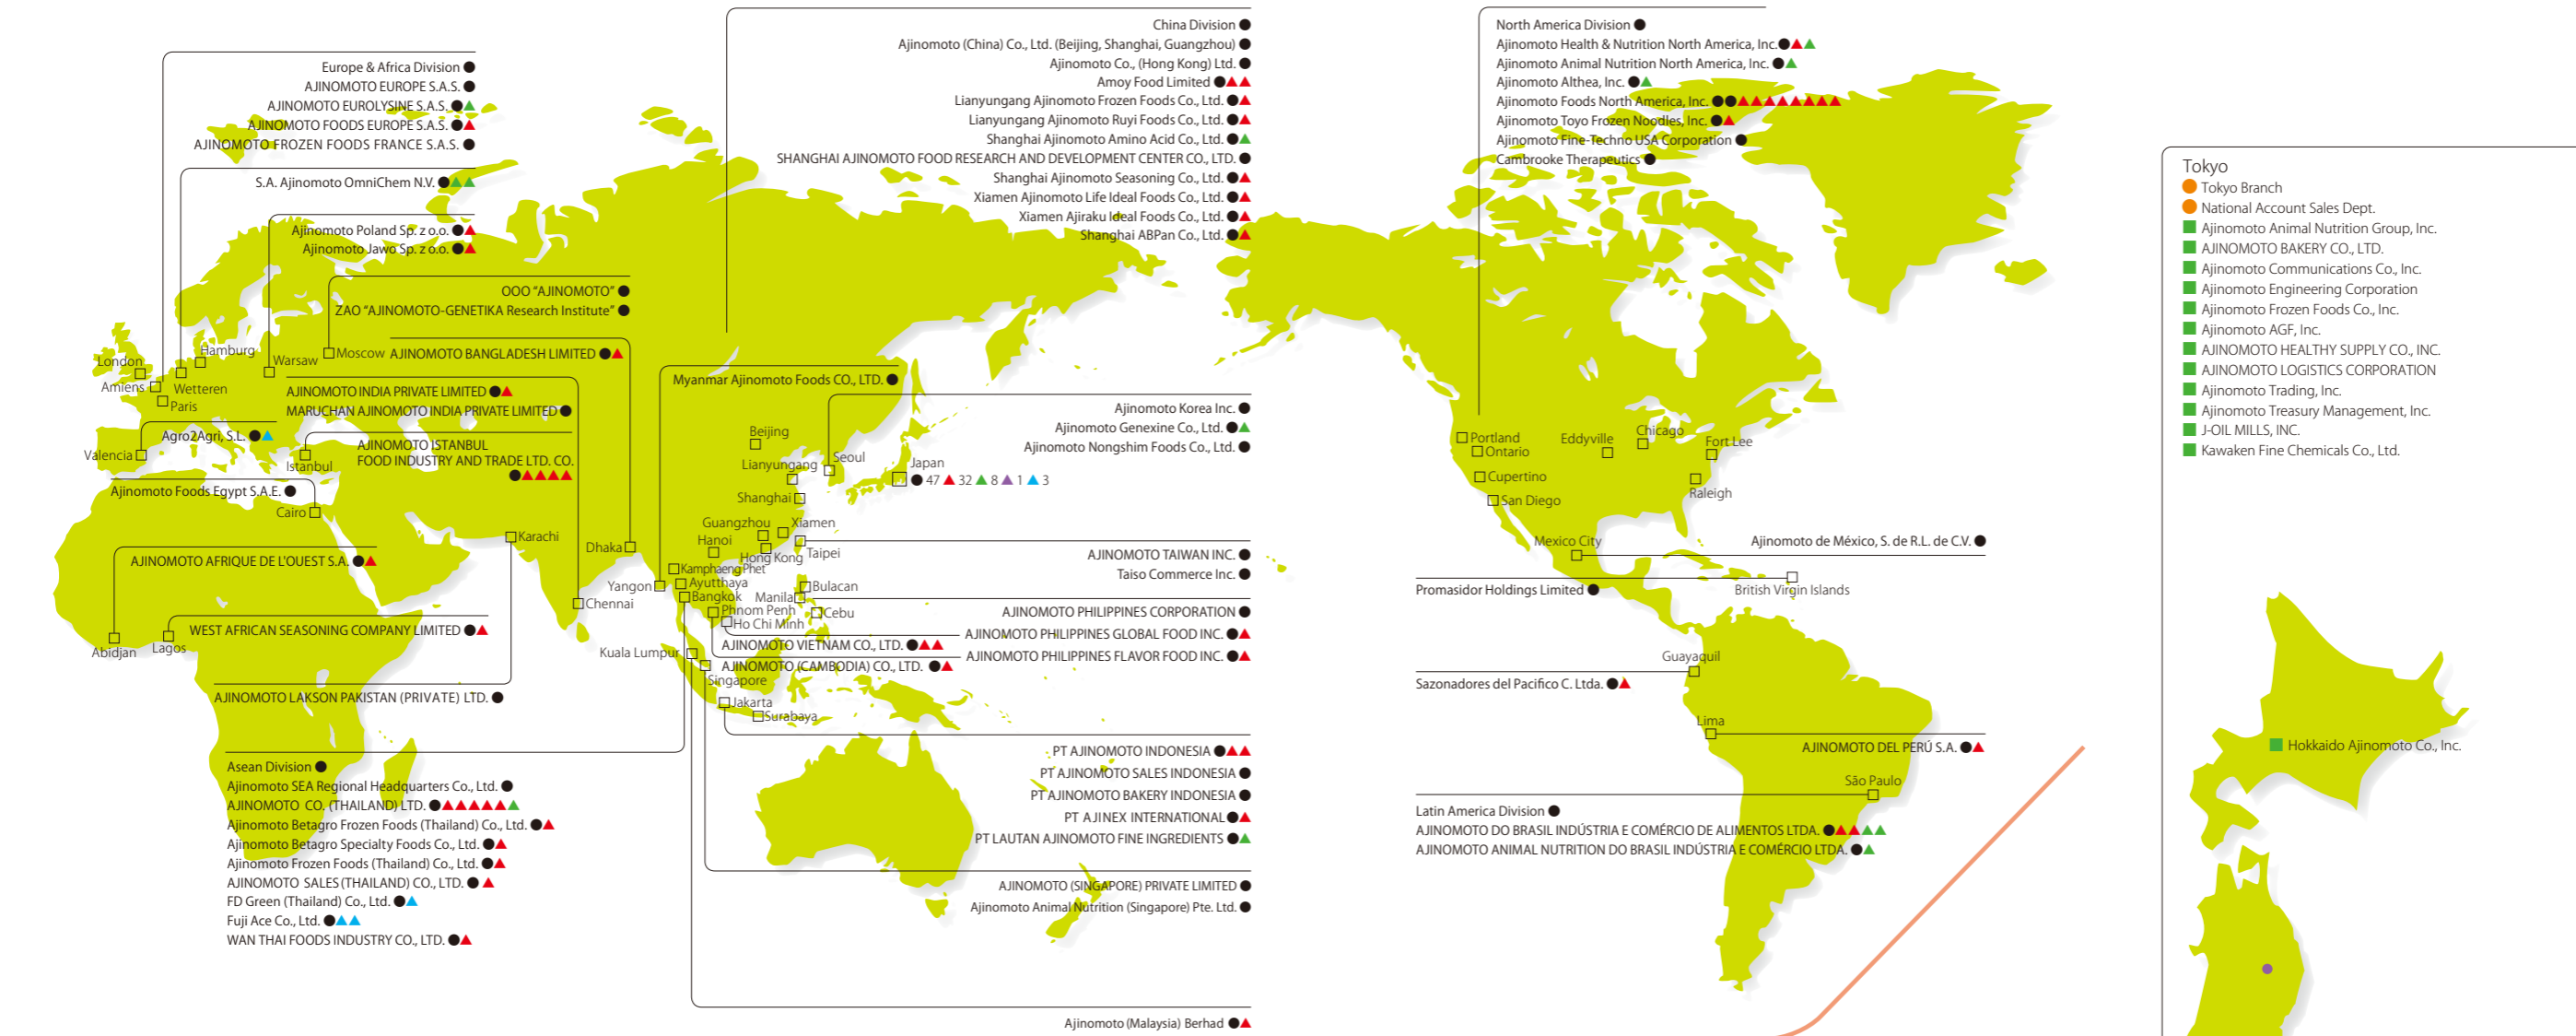 Europe & Africa Division
AJINOMOTO EUROPE S.A.S.
AJINOMOTO EUROLYSINE S.A.S.
AJINOMOTO FOODS EUROPE S.A.S.
AJINOMOTO FROZEN FOODS FRANCE S.A.S.
S.A. Ajinomoto OmniChem N.V.
Ajinomoto Poland Sp. z o.o.
Ajinomoto Jawo Sp. z o.o.
OOO “AJINOMOTO”
ZAO “AJINOMOTO-GENETIKA Research Institute”
London
Hamburg
Warsaw
Moscow
AJINOMOTO BANGLADESH LIMITED
Amiens
Wetteren
Paris
AJINOMOTO INDIA PRIVATE LIMITED
MARUCHAN AJINOMOTO INDIA PRIVATE LIMITED
Agro2Agri, S.L.
Valencia
Istanbul
AJINOMOTO ISTANBUL
FOOD INDUSTRY AND TRADE LTD. CO.
Ajinomoto Foods Egypt S.A.E.
Cairo
Karachi
Dhaka
AJINOMOTO AFRIQUE DE L'OUEST S.A.
Chennai
WEST AFRICAN SEASONING COMPANY LIMITED
Abidjan
Lagos
AJINOMOTO LAKSON PAKISTAN (PRIVATE) LTD.
Asean Division
Ajinomoto SEA Regional Headquarters Co., Ltd.
AJINOMOTO CO. (THAILAND) LTD.
Ajinomoto Betagro Frozen Foods (Thailand) Co., Ltd.
Ajinomoto Betagro Specialty Foods Co., Ltd.
Ajinomoto Frozen Foods (Thailand) Co., Ltd.
AJINOMOTO SALES (THAILAND) CO., LTD.
FD Green (Thailand) Co., Ltd.
Fuji Ace Co., Ltd.
WAN THAI FOODS INDUSTRY CO., LTD.
China Division
Ajinomoto (China) Co., Ltd. (Beijing, Shanghai, Guangzhou)
Ajinomoto Co., (Hong Kong) Ltd.
Amoy Food Limited
Lianyungang Ajinomoto Frozen Foods Co., Ltd.
Lianyungang Ajinomoto Ruyi Foods Co., Ltd.
Shanghai Ajinomoto Amino Acid Co., Ltd.
SHANGHAI AJINOMOTO FOOD RESEARCH AND DEVELOPMENT CENTER CO., LTD.
Shanghai Ajinomoto Seasoning Co., Ltd.
Xiamen Ajinomoto Life Ideal Foods Co., Ltd.
Xiamen Ajiraku Ideal Foods Co., Ltd.
Shanghai ABPan Co., Ltd.
Myanmar Ajinomoto Foods CO., LTD.
Ajinomoto Korea Inc.
Ajinomoto Genexine Co., Ltd.
Ajinomoto Nongshim Foods Co., Ltd.
Beijing
Lianyungang
Seoul
Japan
47 32 8 1 3
Shanghai
Guangzhou
Xiamen
Hanoi
Hong Kong
Taipei
AJINOMOTO TAIWAN INC.
Taiso Commerce Inc.
Kamphaeng Phet
Yangon
Ayutthaya
Bangkok
Bulacan
Manila
Phnom Penh
Cebu
Ho Chi Minh
AJINOMOTO PHILIPPINES CORPORATION
AJINOMOTO PHILIPPINES GLOBAL FOOD INC.
AJINOMOTO VIETNAM CO., LTD.
AJINOMOTO PHILIPPINES FLAVOR FOOD INC.
Kuala Lumpur
AJINOMOTO (CAMBODIA) CO., LTD.
Singapore
Jakarta
Surabaya
PT AJINOMOTO INDONESIA
PT AJINOMOTO SALES INDONESIA
PT AJINOMOTO BAKERY INDONESIA
PT AJINEX INTERNATIONAL
PT LAUTAN AJINOMOTO FINE INGREDIENTS
AJINOMOTO (SINGAPORE) PRIVATE LIMITED
Ajinomoto Animal Nutrition (Singapore) Pte. Ltd.
Ajinomoto (Malaysia) Berhad
North America Division
Ajinomoto Health & Nutrition North America, Inc.
Ajinomoto Animal Nutrition North America, Inc.
Ajinomoto Althea, Inc.
Ajinomoto Foods North America, Inc.
Ajinomoto Toyo Frozen Noodles, Inc.
Ajinomoto Fine-Techno USA Corporation
Cambrooke Therapeutics
Portland
Ontario
Eddyville
Chicago
Fort Lee
Cupertino
San Diego
Raleigh
Mexico City
Ajinomoto de México, S. de R.L. de C.V.
Promasidor Holdings Limited
British Virgin Islands
Guayaquil
Sazonadores del Pacifico C. Ltda.
Lima
AJINOMOTO DEL PERÚ S.A.
São Paulo
Latin America Division
AJINOMOTO DO BRASIL INDÚSTRIA E COMÉRCIO DE ALIMENTOS LTDA.
AJINOMOTO ANIMAL NUTRITION DO BRASIL INDÚSTRIA E COMÉRCIO LTDA.
Tokyo
Tokyo Branch
National Account Sales Dept.
Ajinomoto Animal Nutrition Group, Inc.
AJINOMOTO BAKERY CO., LTD.
Ajinomoto Communications Co., Inc.
Ajinomoto Engineering Corporation
Ajinomoto Frozen Foods Co., Inc.
Ajinomoto AGF, Inc.
AJINOMOTO HEALTHY SUPPLY CO., INC.
AJINOMOTO LOGISTICS CORPORATION
Ajinomoto Trading, Inc.
Ajinomoto Treasury Management, Inc.
J-OIL MILLS, INC.
Kawaken Fine Chemicals Co., Ltd.
Hokkaido Ajinomoto Co., Inc.